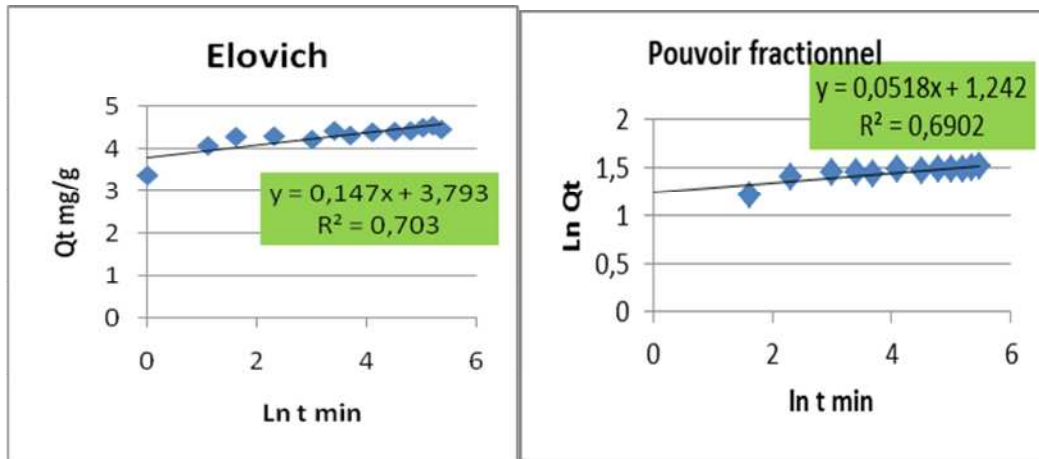 Elovich
5
4
3
2
1
0
Qt mg/g
y = 0,147x + 3,793
R² = 0,703
0 2 4 6
Ln t min
Pouvoir fractionnel
y = 0,0518x + 1,242
R² = 0,6902
2
1,5
1
0,5
0
Ln Qt
0 2 4 6
ln t min